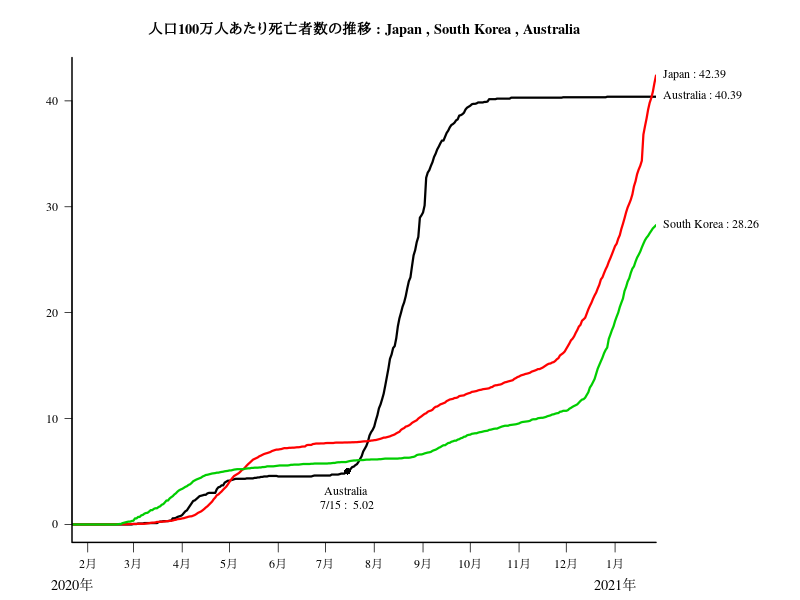 人口100万人あたり死亡者数の推移 : Japan , South Korea , Australia
Japan : 42.39
Australia : 40.39
40
30
South Korea : 28.26
20
10
Australia
7/15 :  5.02
0
2月 3月 4月 5月 6月 7月 8月 9月 10月 11月 12月 1月
2020年 2021年